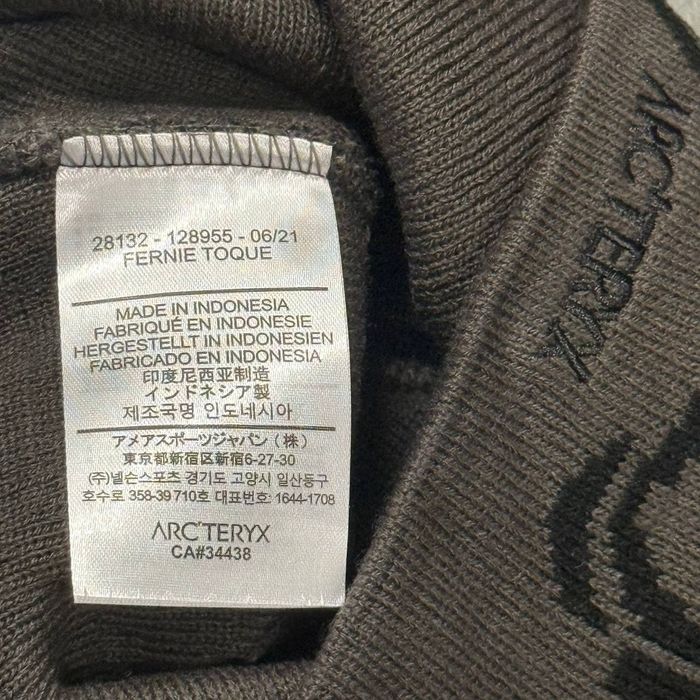 28132 - 128955 - 06/21
FERNIE TOQUE
MADE IN INDONESIA
FABRIQUÉ EN INDONESIE
HERGESTELLT IN INDONESIEN
FABRICADO EN INDONESIA
印度尼西亚制造
インドネシア製
제조국명 인도네시아
アメアスポーツジャパン（株）
東京都新宿区新宿6-27-30
(주)넬슨스포츠 경기도 고양시 일산동구
호수로 358-39 710호 대표번호: 1644-1708
ARC'TERYX
CA#34438
ARC'TERYX